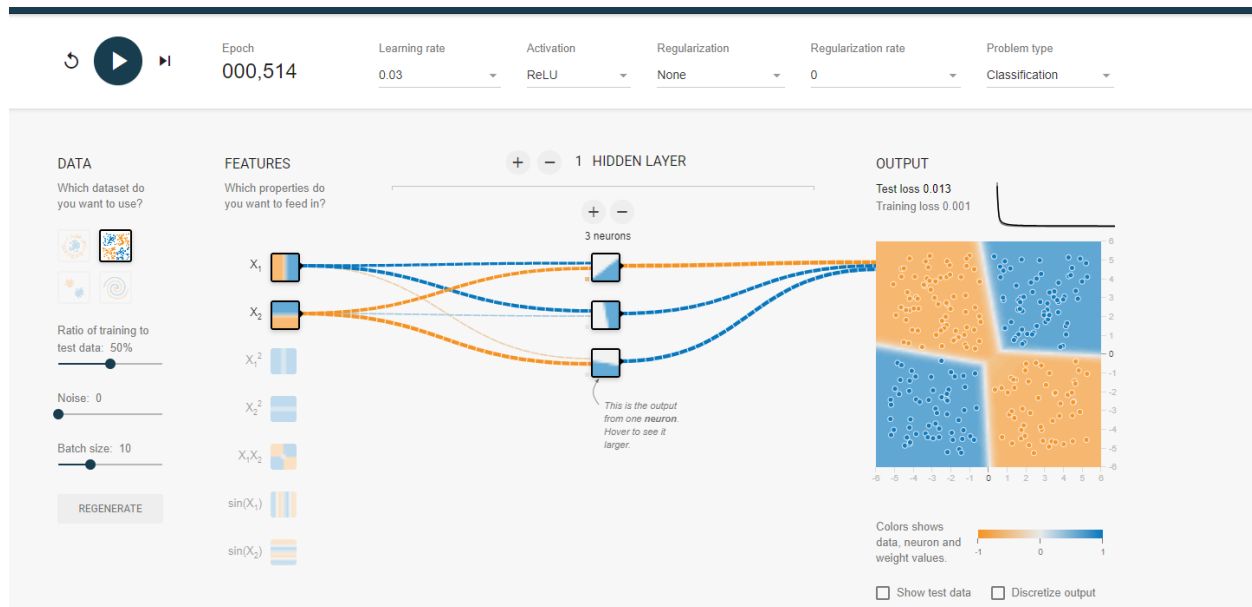 Epoch
000,514
Learning rate
0.03
Activation
ReLU
Regularization
None
Regularization rate
0
Problem type
Classification
DATA
Which dataset do
you want to use?
Ratio of training to
test data: 50%
Noise: 0
Batch size: 10
REGENERATE
FEATURES
Which properties do
you want to feed in?
X₁
X₂
X₁²
X₂²
X₁X₂
sin(X₁)
sin(X₂)
+ − 1 HIDDEN LAYER
+ −
3 neurons
This is the output
from one neuron.
Hover to see it
larger.
OUTPUT
Test loss 0.013
Training loss 0.001
6
5
4
3
2
1
0
-1
-2
-3
-4
-5
-6
-6 -5 -4 -3 -2 -1 0 1 2 3 4 5 6
Colors shows
data, neuron and
weight values.
-1 0 1
Show test data
Discretize output